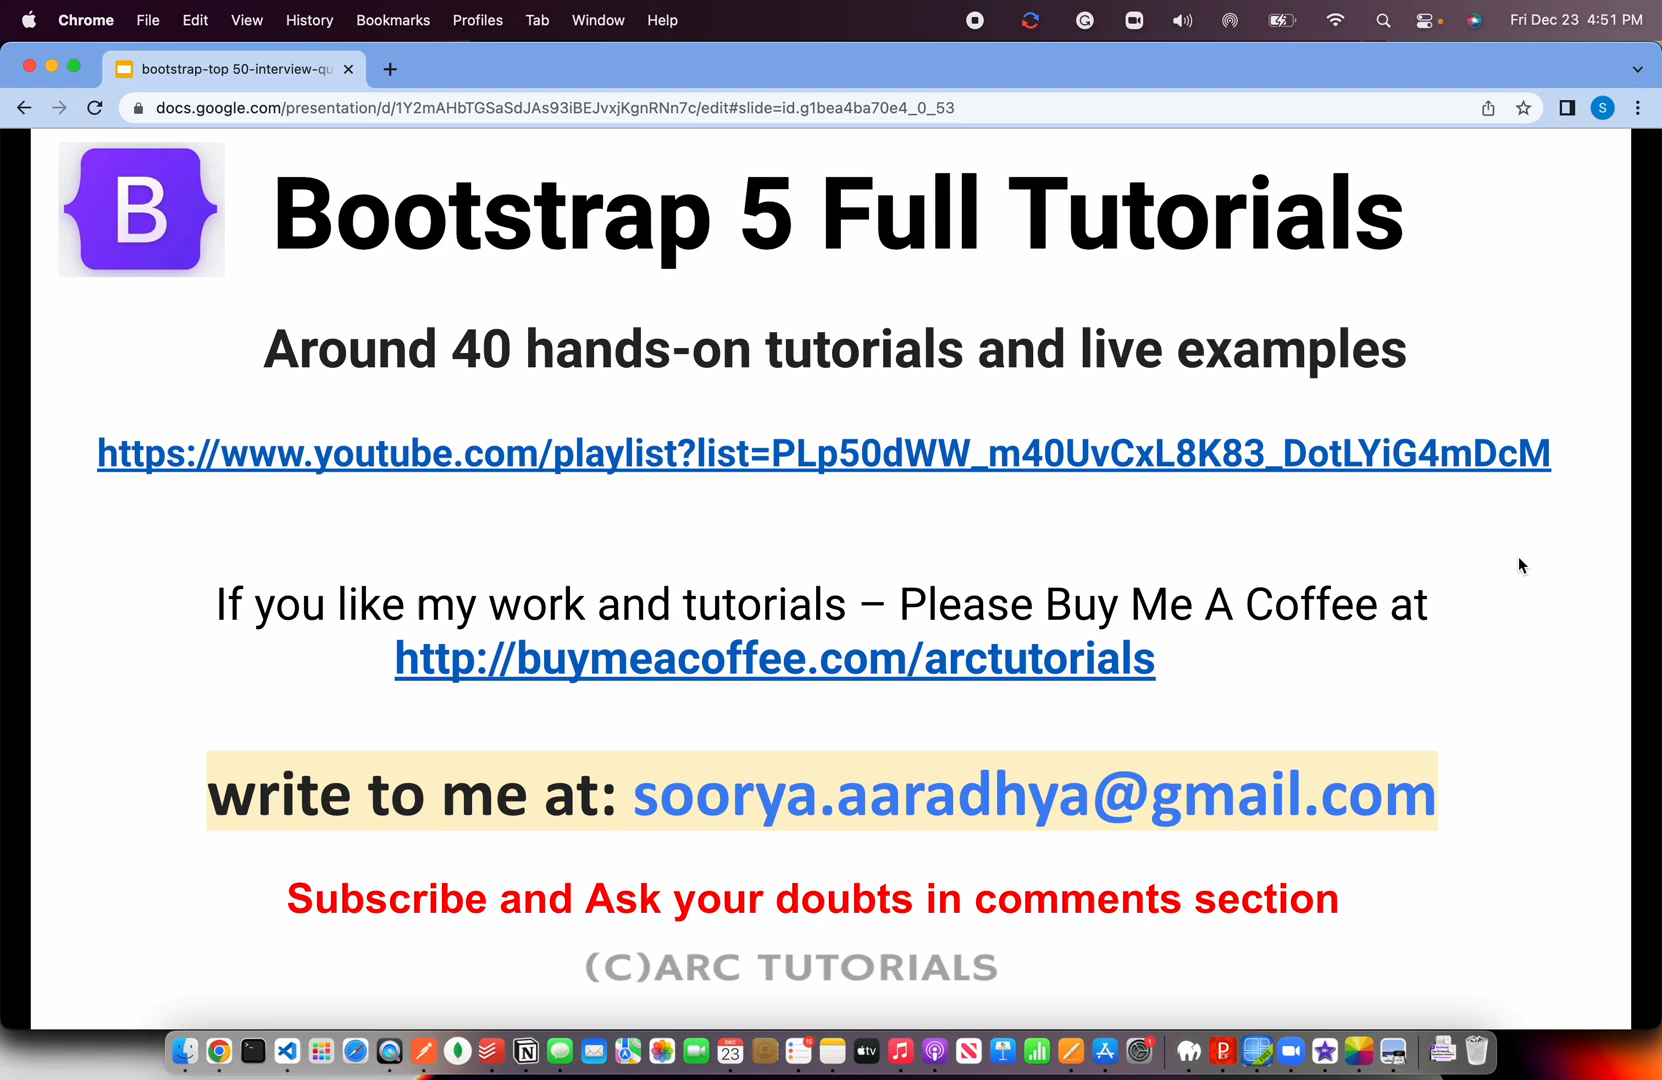 Chrome File Edit View History Bookmarks Profiles Tab Window Help Fri Dec 23 4:51 PM
bootstrap-top 50-interview-qu
docs.google.com/presentation/d/1Y2mAHbTGSaSdJAs93iBEJvxjKgnRNn7c/edit#slide=id.g1bea4ba70e4_0_53
S
B
Bootstrap 5 Full Tutorials
Around 40 hands-on tutorials and live examples
https://www.youtube.com/playlist?list=PLp50dWW_m40UvCxL8K83_DotLYiG4mDcM
If you like my work and tutorials – Please Buy Me A Coffee at
http://buymeacoffee.com/arctutorials
write to me at: soorya.aaradhya@gmail.com
Subscribe and Ask your doubts in comments section
(C)ARC TUTORIALS
DEC
23
tv